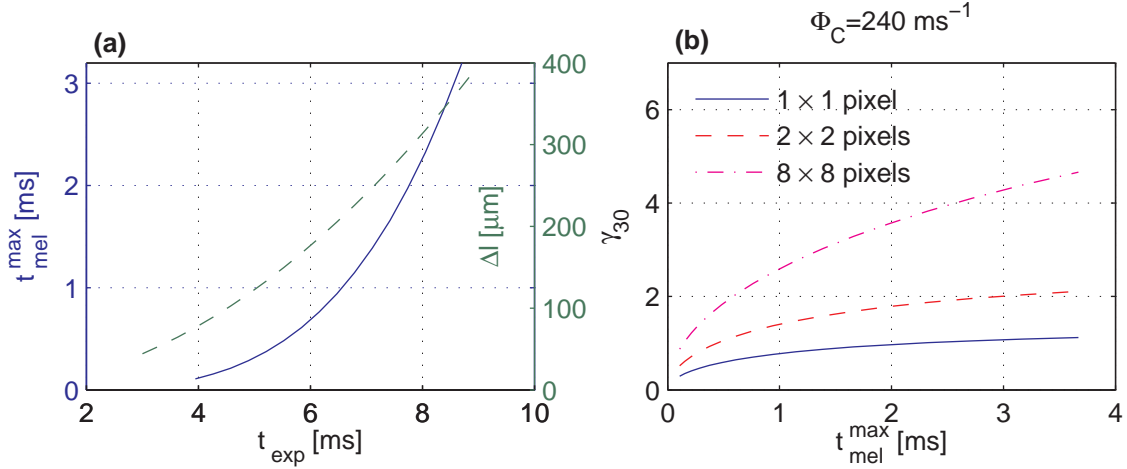 (a)
3
2
1
0
t_mel^max [ms]
2 4 6 8 10
t_exp [ms]
400
300
200
100
0
Δl [μm]
Φ_C=240 ms⁻¹
(b)
1 × 1 pixel
2 × 2 pixels
8 × 8 pixels
6
4
2
0
γ_30
0 1 2 3 4
t_mel^max [ms]